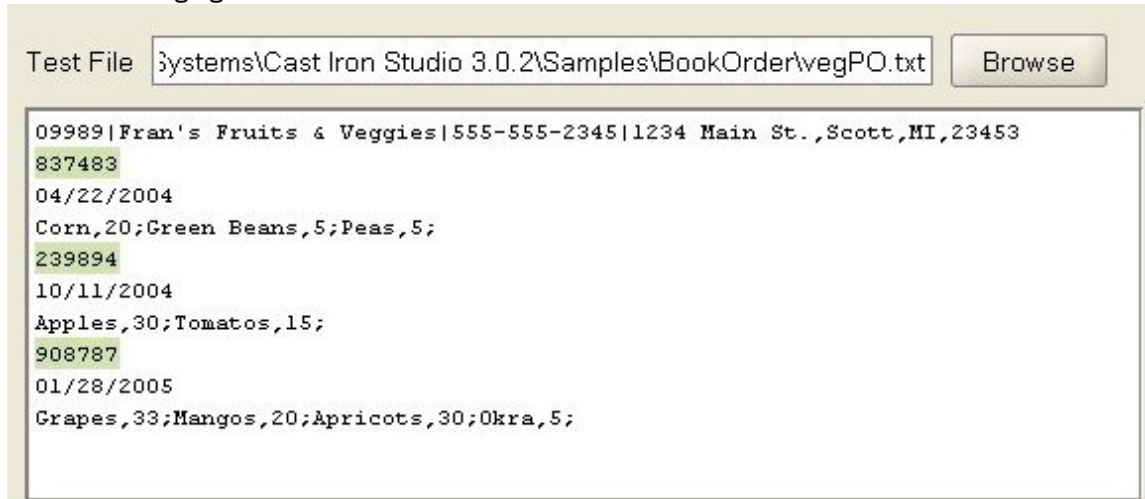 Test File Systems\Cast Iron Studio 3.0.2\Samples\BookOrder\vegPO.txt Browse
09989|Fran's Fruits & Veggies|555-555-2345|1234 Main St.,Scott,MI,23453
837483
04/22/2004
Corn,20;Green Beans,5;Peas,5;
239894
10/11/2004
Apples,30;Tomatos,15;
908787
01/28/2005
Grapes,33;Mangos,20;Apricots,30;Okra,5;